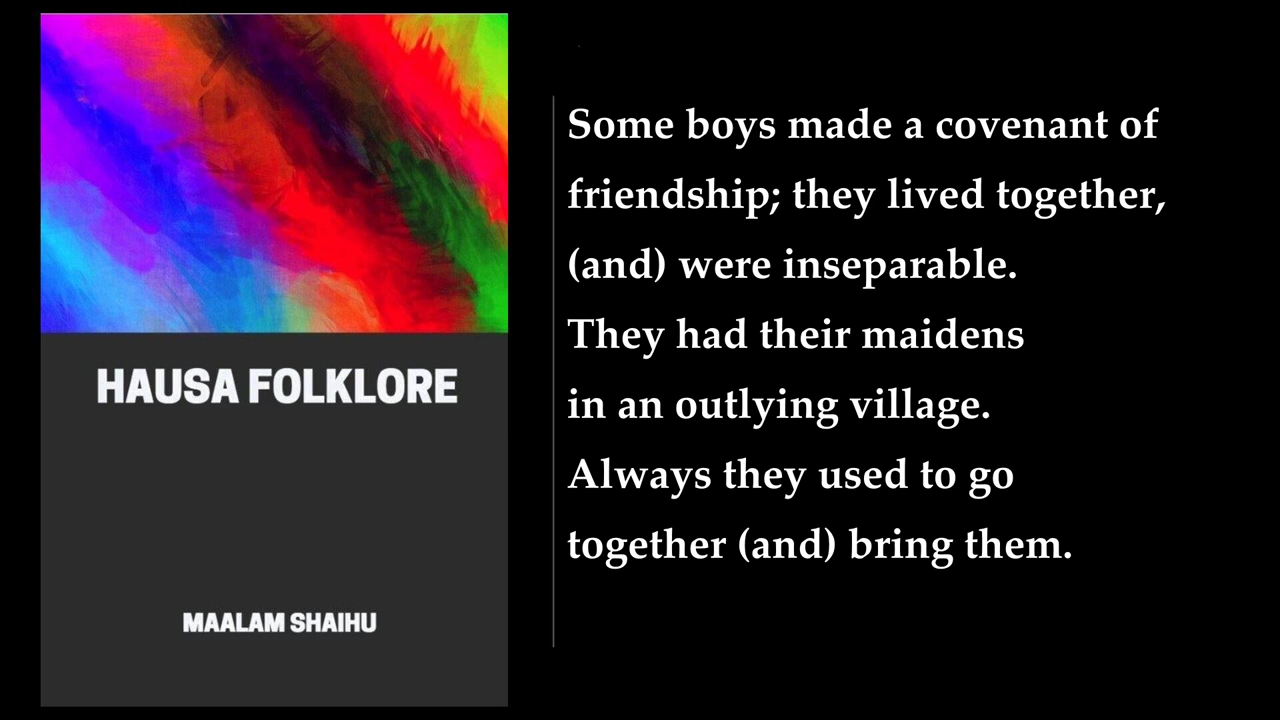 HAUSA FOLKLORE
MAALAM SHAIHU
Some boys made a covenant of
friendship; they lived together,
(and) were inseparable.
They had their maidens
in an outlying village.
Always they used to go
together (and) bring them.